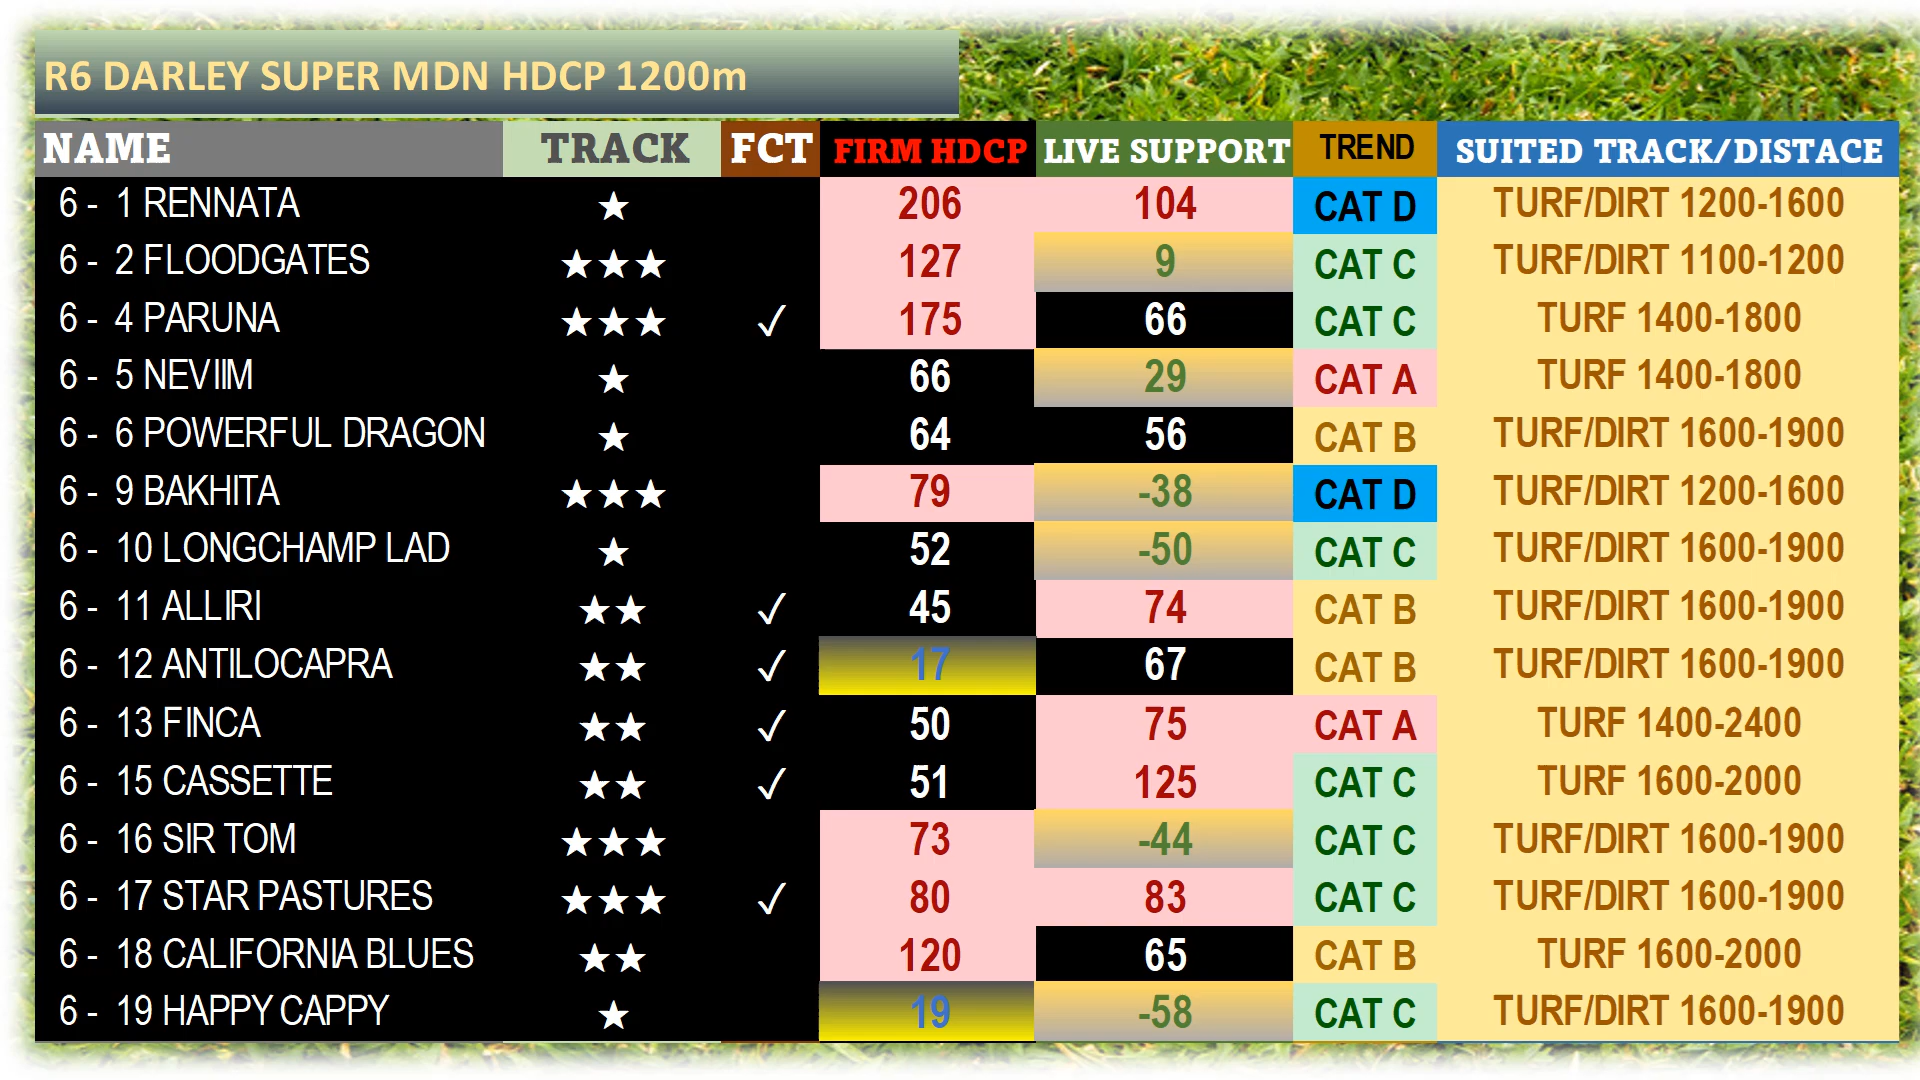 R6 DARLEY SUPER MDN HDCP 1200m
NAME TRACK FCT FIRM HDCP LIVE SUPPORT TREND SUITED TRACK/DISTACE
6 - 1 RENNATA ★ 206 104 CAT D TURF/DIRT 1200-1600
6 - 2 FLOODGATES ★★★ 127 9 CAT C TURF/DIRT 1100-1200
6 - 4 PARUNA ★★★ ✓ 175 66 CAT C TURF 1400-1800
6 - 5 NEVIIM ★ 66 29 CAT A TURF 1400-1800
6 - 6 POWERFUL DRAGON ★ 64 56 CAT B TURF/DIRT 1600-1900
6 - 9 BAKHITA ★★★ 79 -38 CAT D TURF/DIRT 1200-1600
6 - 10 LONGCHAMP LAD ★ 52 -50 CAT C TURF/DIRT 1600-1900
6 - 11 ALLIRI ★★ ✓ 45 74 CAT B TURF/DIRT 1600-1900
6 - 12 ANTILOCAPRA ★★ ✓ 17 67 CAT B TURF/DIRT 1600-1900
6 - 13 FINCA ★★ ✓ 50 75 CAT A TURF 1400-2400
6 - 15 CASSETTE ★★ ✓ 51 125 CAT C TURF 1600-2000
6 - 16 SIR TOM ★★★ 73 -44 CAT C TURF/DIRT 1600-1900
6 - 17 STAR PASTURES ★★★ ✓ 80 83 CAT C TURF/DIRT 1600-1900
6 - 18 CALIFORNIA BLUES ★★ 120 65 CAT B TURF 1600-2000
6 - 19 HAPPY CAPPY ★ 19 -58 CAT C TURF/DIRT 1600-1900